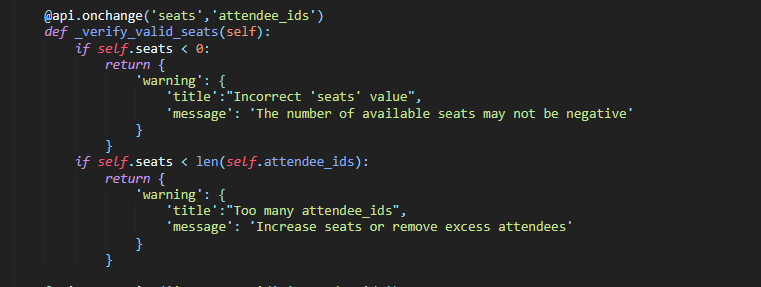 @api.onchange('seats','attendee_ids')
def _verify_valid_seats(self):
if self.seats < 0:
return {
'warning': {
'title':"Incorrect 'seats' value",
'message': 'The number of available seats may not be negative'
}
}
if self.seats < len(self.attendee_ids):
return {
'warning': {
'title':"Too many attendee_ids",
'message': 'Increase seats or remove excess attendees'
}
}